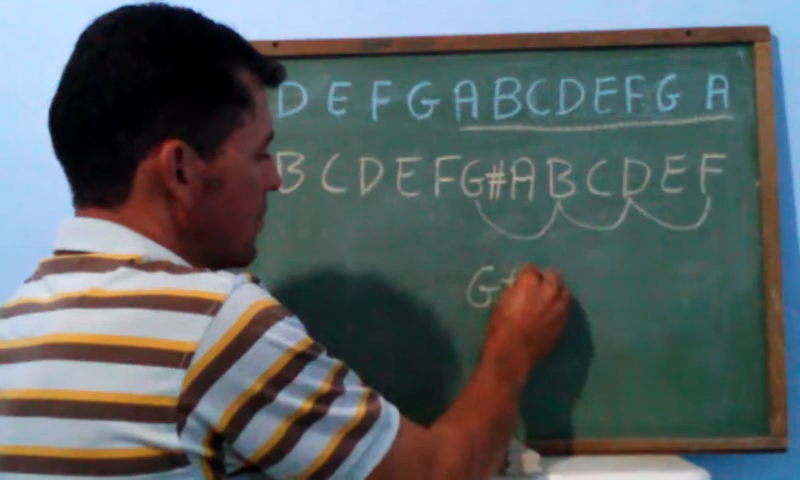 D E F G A B C D E F G A
B C D E F G # A B C D E F
G